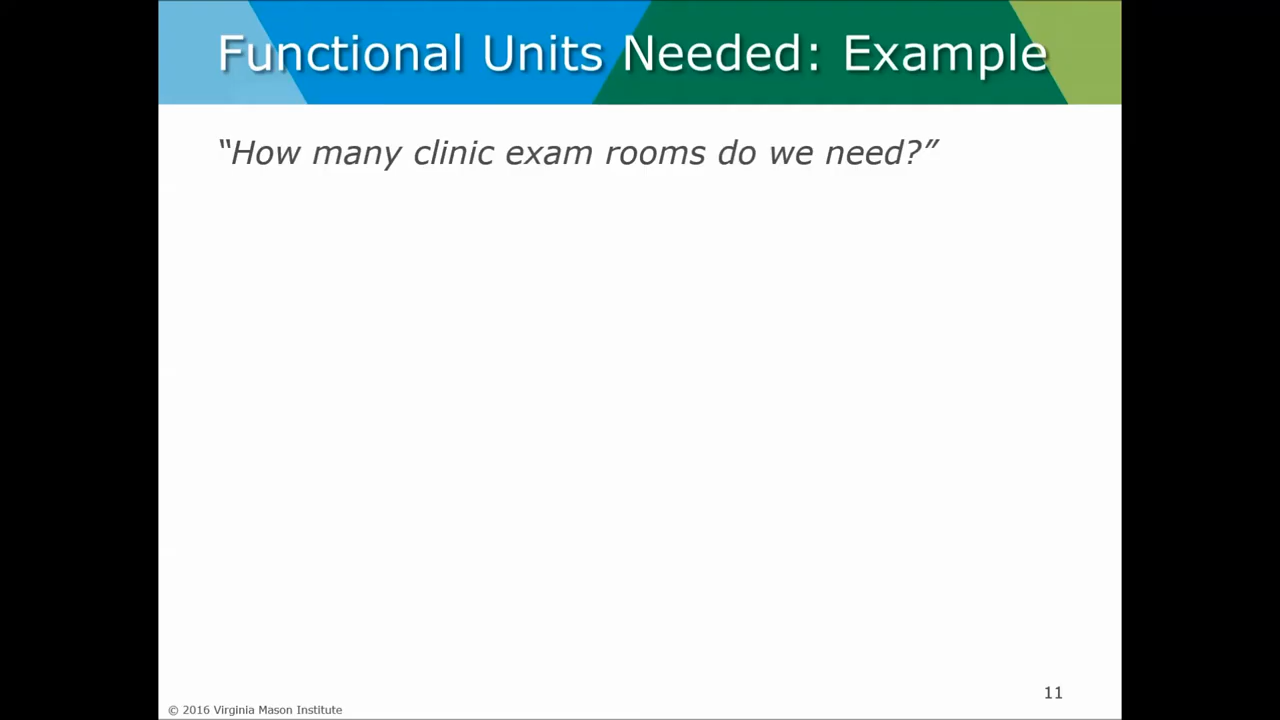 Functional Units Needed: Example
“How many clinic exam rooms do we need?”
11
© 2016 Virginia Mason Institute